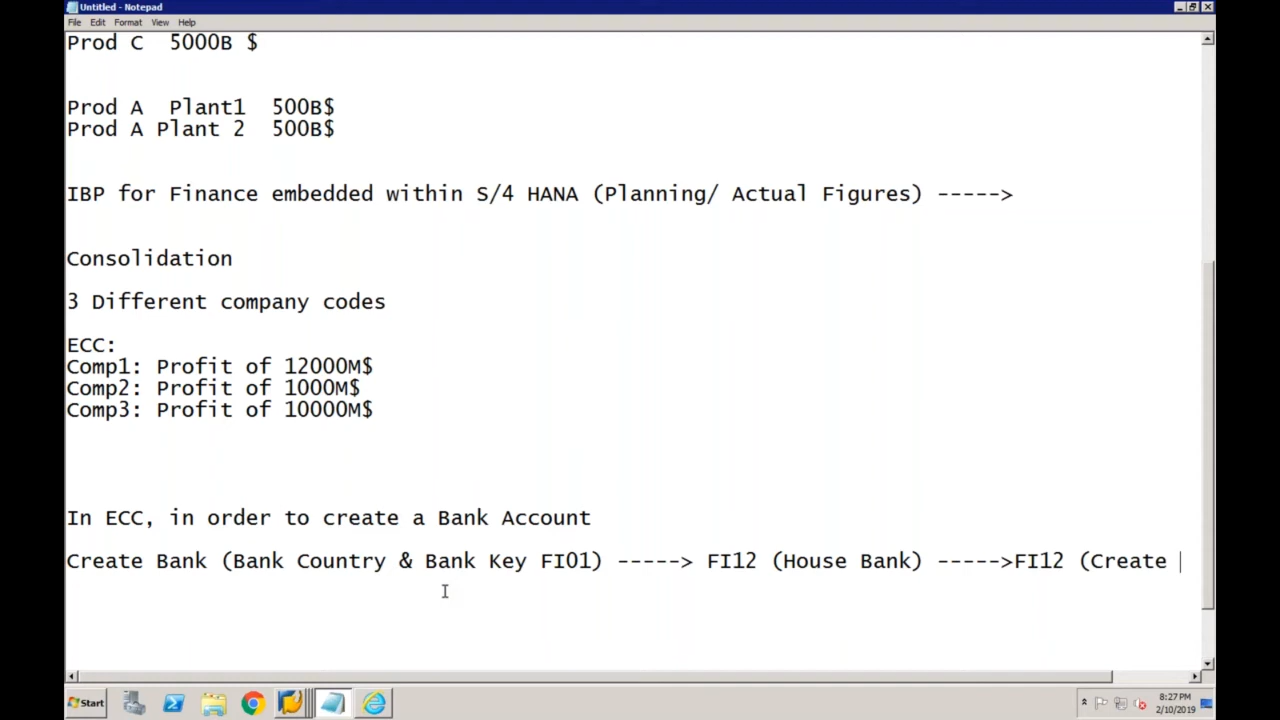 Untitled - Notepad
File Edit Format View Help
Prod C  5000B $
Prod A  Plant1  500B$
Prod A Plant 2  500B$
IBP for Finance embedded within S/4 HANA (Planning/ Actual Figures) ----->
Consolidation
3 Different company codes
ECC:
Comp1: Profit of 12000M$
Comp2: Profit of 1000M$
Comp3: Profit of 10000M$
In ECC, in order to create a Bank Account
Create Bank (Bank Country & Bank Key FI01) -----> FI12 (House Bank) ----->FI12 (Create
Start
8:27 PM
2/10/2019